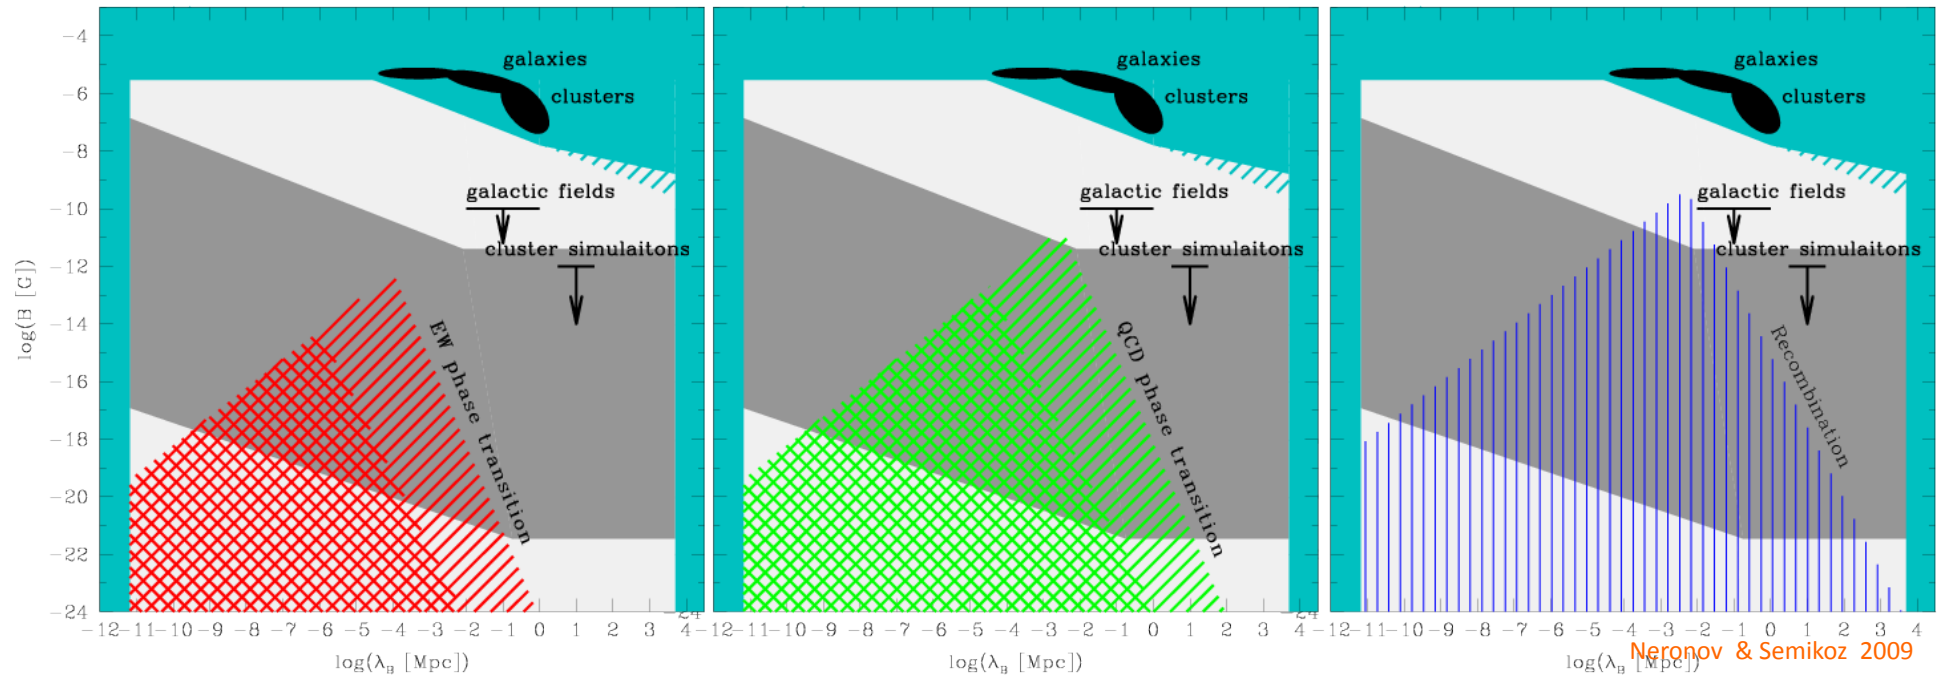 log(B [G])
−4
−6
−8
−10
−12
−14
−16
−18
−20
−22
−24
galaxies
clusters
galactic fields
cluster simulaitons
EW phase transition
−12 −11 −10 −9 −8 −7 −6 −5 −4 −3 −2 −1 0 1 2 3 4
log(λB [Mpc])
galaxies
clusters
galactic fields
cluster simulaitons
QCD phase transition
−12 −11 −10 −9 −8 −7 −6 −5 −4 −3 −2 −1 0 1 2 3
log(λB [Mpc])
galaxies
clusters
galactic fields
cluster simulaitons
Recombination
−12 −11 −10 −9 −8 −7 −6 −5 −4 −3 −2 −1 0 1 2 3 4
log(λB [Mpc])
Neronov & Semikoz 2009